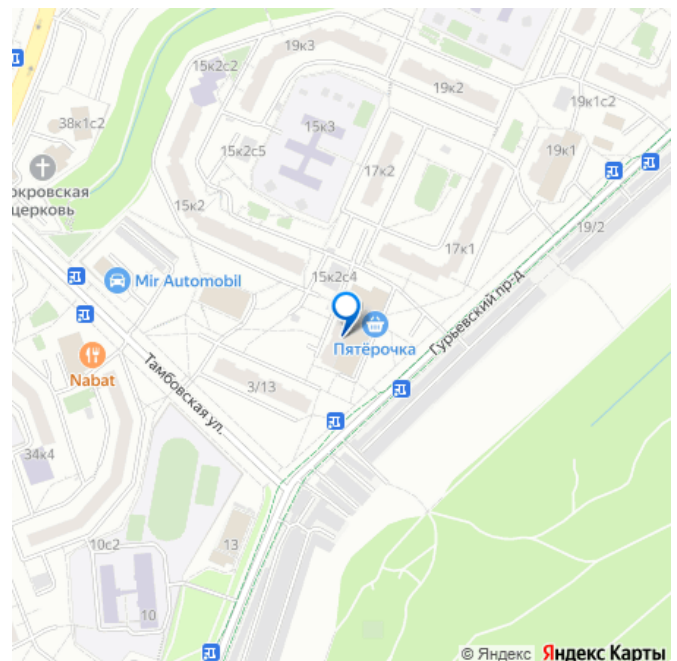 19к3
15к2с2
19к2
19к1с2
38к1с2
15к3
15к2с5
19к1
17к2
окровская
церковь
15к2
19/2
17к1
15к2с4
Mir Automobil
Гурьевский пр-д
Пятёрочка
Тамбовская ул.
Nabat
3/13
34к4
10с2
13
10
© Яндекс Яндекс Карты